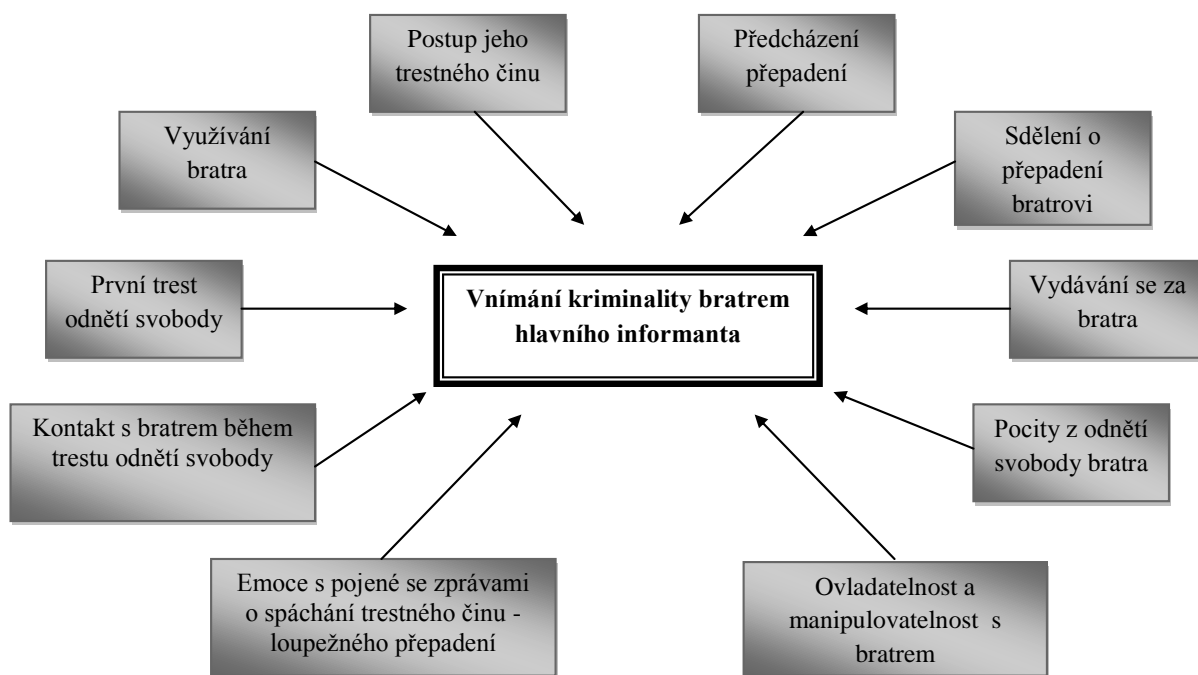 Postup jeho
trestného činu
Předcházení
přepadení
Využívání
bratra
Sdělení o
přepadení
bratrovi
První trest
odnětí svobody
Vnímání kriminality bratrem
hlavního informanta
Vydávání se za
bratra
Kontakt s bratrem během
trestu odnětí svobody
Pocity z odnětí
svobody bratra
Emoce s pojené se zprávami
o spáchání trestného činu -
loupežného přepadení
Ovladatelnost a
manipulovatelnost s
bratrem